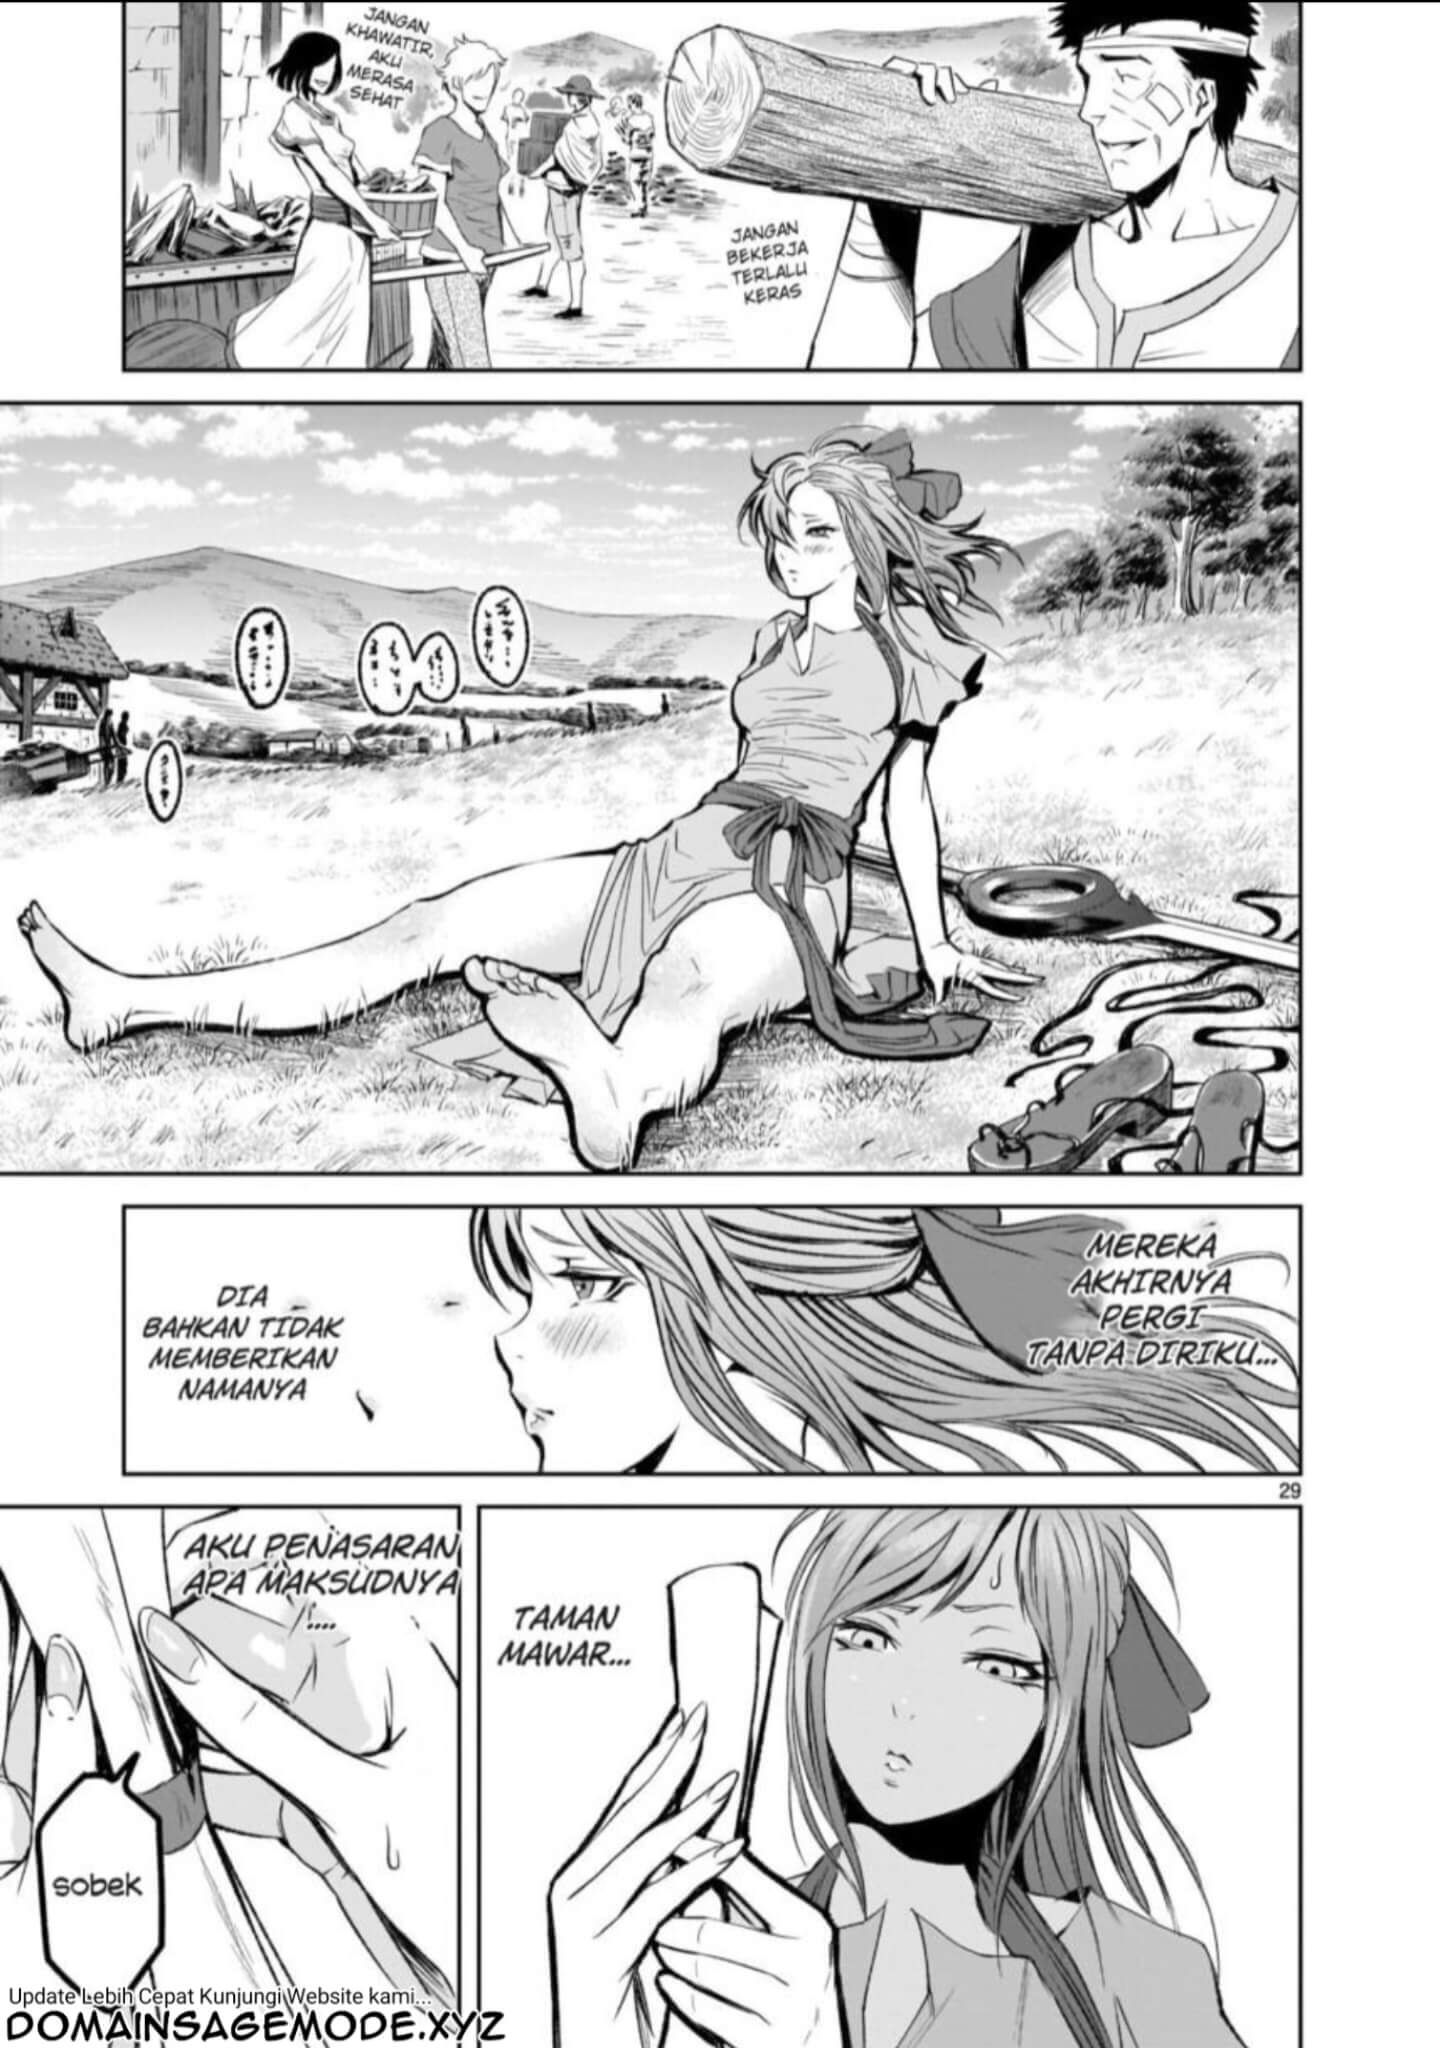 JANGAN
BEKERJA
TERLALU
KERAS
JANGAN
KHAWATIR,
AKU
MERASA
SEHAT
MEREKA
AKHIRNYA
PERGI
TANPA DIRIKU...
DIA
BAHKAN TIDAK
MEMBERIKAN
NAMANYA
29
TAMAN
MAWAR...
AKU PENASARAN
APA MAKSUDNYA
....
sobek
Update Lebih Cepat Kunjungi Website kami...
DOMAINSAGEMODE.XYZ